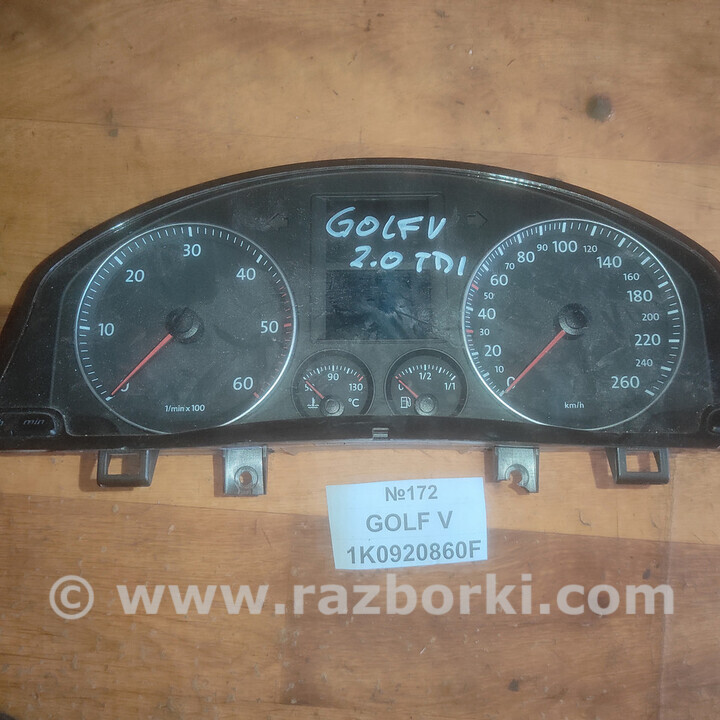 GOLF V
2.0 TDI
10 20 30 40 50 60
1/min x 100
50 90 130
°C
0 1/2 1/1
0 10 20 30 40 50 60 70 80 90 100 120 140 160 180 200 220 240 260
km/h
min
№172
GOLF V
1K0920860F
© www.razborki.com